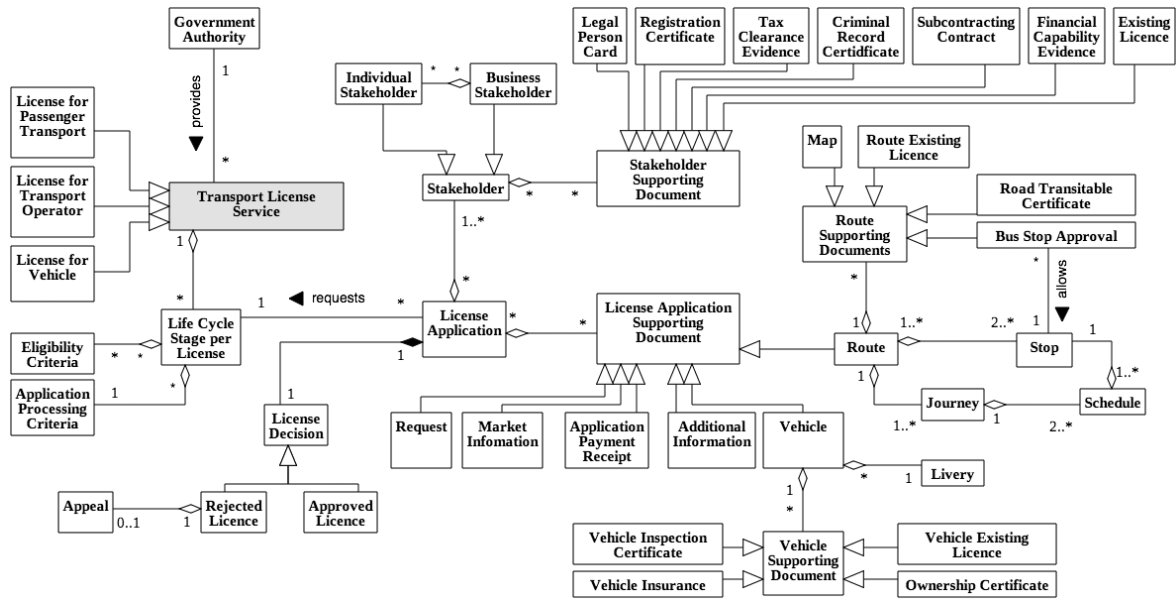 Government
Authority
1
provides
*
License for
Passenger
Transport
License for
Transport
Operator
License for
Vehicle
Transport License
Service
1
*
Individual
Stakeholder
*
*
Business
Stakeholder
Stakeholder
*
*
1..*
Legal
Person
Card
Registration
Certificate
Tax
Clearance
Evidence
Criminal
Record
Certidficate
Subcontracting
Contract
Financial
Capability
Evidence
Existing
Licence
Stakeholder
Supporting
Document
Map
Route Existing
Licence
Road Transitable
Certificate
Bus Stop Approval
Route
Supporting
Documents
*
1
*
allows
1
Life Cycle
Stage per
License
1
requests
*
*
License
Application
*
*
1
License Application
Supporting
Document
Route
1..*
2..*
Stop
1
1..*
Eligibility
Criteria
*
*
Application
Processing
Criteria
1
*
1
License
Decision
Request
Market
Infomation
Application
Payment
Receipt
Additional
Information
Vehicle
1
1..*
Journey
1
2..*
Schedule
*
1
Livery
Appeal
0..1
1
Rejected
Licence
Approved
Licence
1
*
Vehicle Inspection
Certificate
Vehicle Insurance
Vehicle
Supporting
Document
Vehicle Existing
Licence
Ownership Certificate